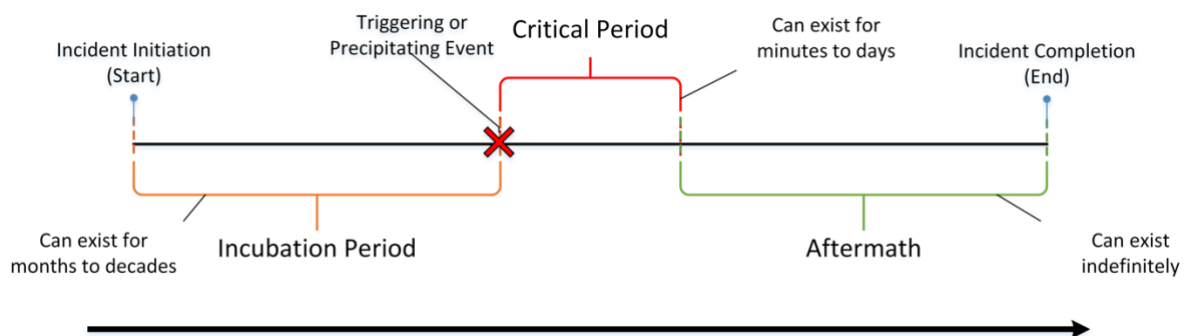 Incident Initiation
(Start)
Triggering or
Precipitating Event
Critical Period
Can exist for
minutes to days
Incident Completion
(End)
Can exist for
months to decades
Incubation Period
Aftermath
Can exist
indefinitely